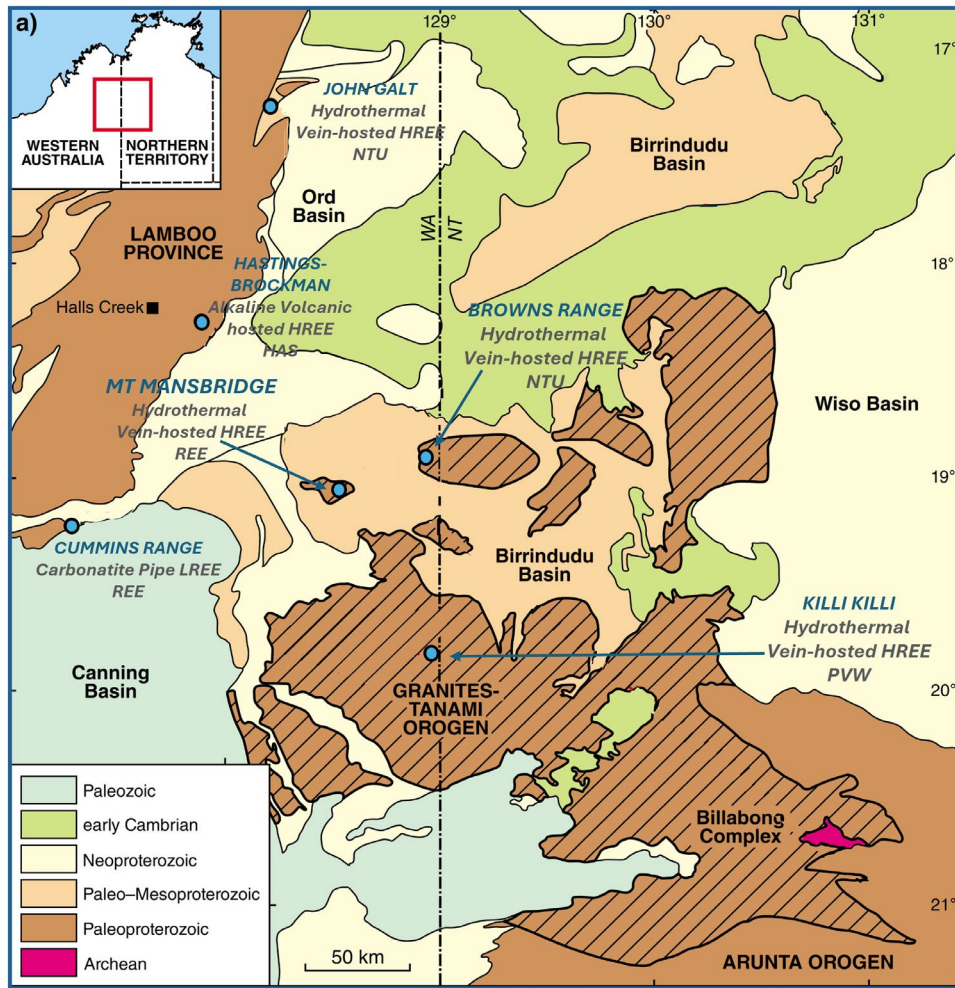 a)
129°
130°
131°
17°
JOHN GALT
Hydrothermal
Vein-hosted HREE
NTU
WESTERN
AUSTRALIA
NORTHERN
TERRITORY
Birrindudu
Basin
Ord
Basin
WA
NT
LAMBOO
PROVINCE
18°
HASTINGS-
BROCKMAN
Alkaline Volcanic
hosted HREE
HAS
Halls Creek
BROWNS RANGE
Hydrothermal
Vein-hosted HREE
NTU
MT MANSBRIDGE
Hydrothermal
Vein-hosted HREE
REE
Wiso Basin
19°
CUMMINS RANGE
Carbonatite Pipe LREE
REE
Birrindudu
Basin
KILLI KILLI
Hydrothermal
Vein-hosted HREE
PVW
Canning
Basin
GRANITES-
TANAMI
OROGEN
20°
Paleozoic
early Cambrian
Neoproterozoic
Paleo–Mesoproterozoic
Paleoproterozoic
Archean
Billabong
Complex
21°
50 km
ARUNTA OROGEN